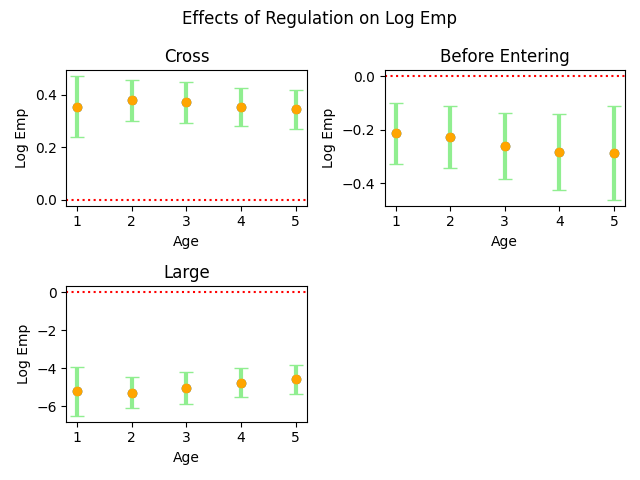 Effects of Regulation on Log Emp
Cross
0.4
0.2
0.0
Log Emp
1 2 3 4 5
Age
Before Entering
0.0
−0.2
−0.4
Log Emp
1 2 3 4 5
Age
Large
0
−2
−4
−6
Log Emp
1 2 3 4 5
Age